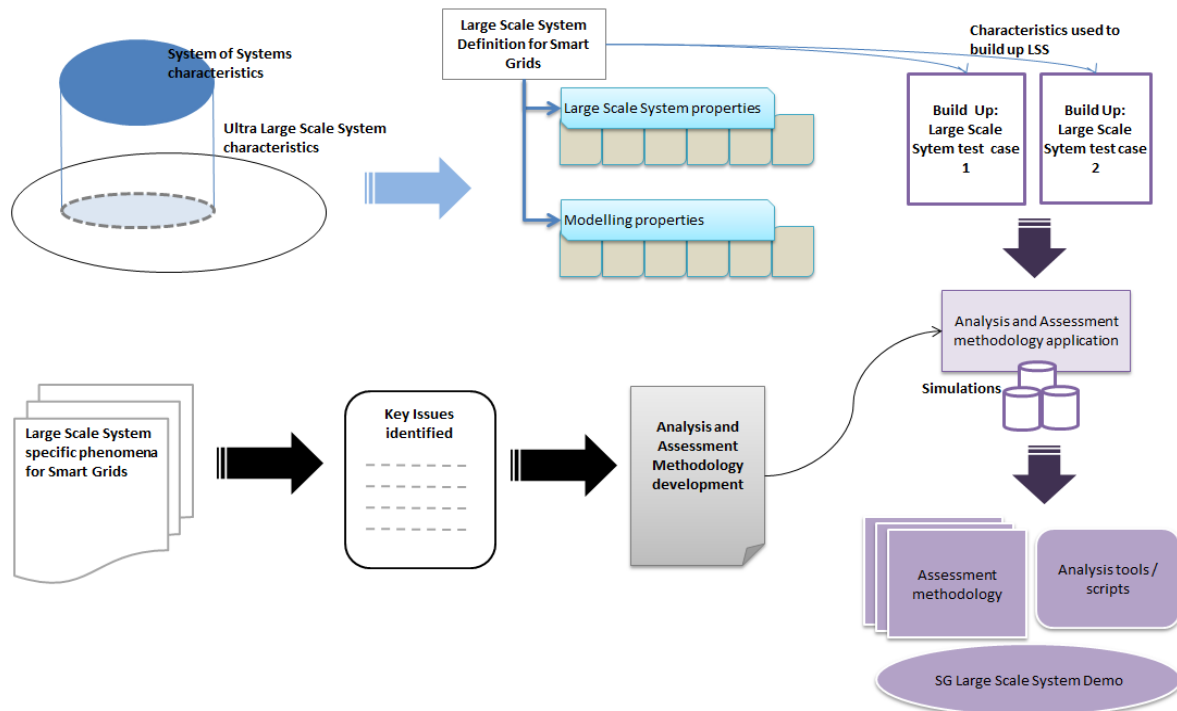 System of Systems
characteristics
Ultra Large Scale System
characteristics
Large Scale System
Definition for Smart
Grids
Large Scale System properties
Modelling properties
Characteristics used to
build up LSS
Build Up:
Large Scale
Sytem test case
1
Build Up:
Large Scale
Sytem test case
2
Analysis and Assessment
methodology application
Simulations
Large Scale System
specific phenomena
for Smart Grids
Key Issues
identified
Analysis and
Assessment
Methodology
development
Assessment
methodology
Analysis tools /
scripts
SG Large Scale System Demo